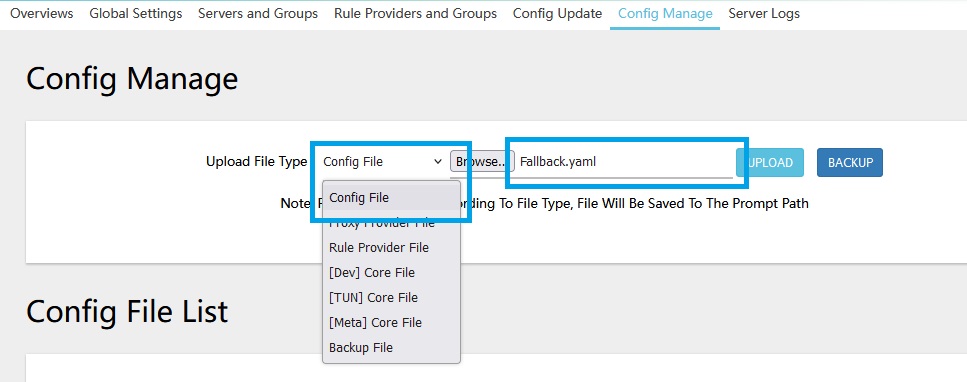 Overviews Global Settings Servers and Groups Rule Providers and Groups Config Update Config Manage Server Logs
Config Manage
Upload File Type Config File Browse... Fallback.yaml UPLOAD BACKUP
Config File
Note: To File Type, File Will Be Saved To The Prompt Path
Proxy Provider File
Rule Provider File
[Dev] Core File
[TUN] Core File
[Meta] Core File
Backup File
Config File List